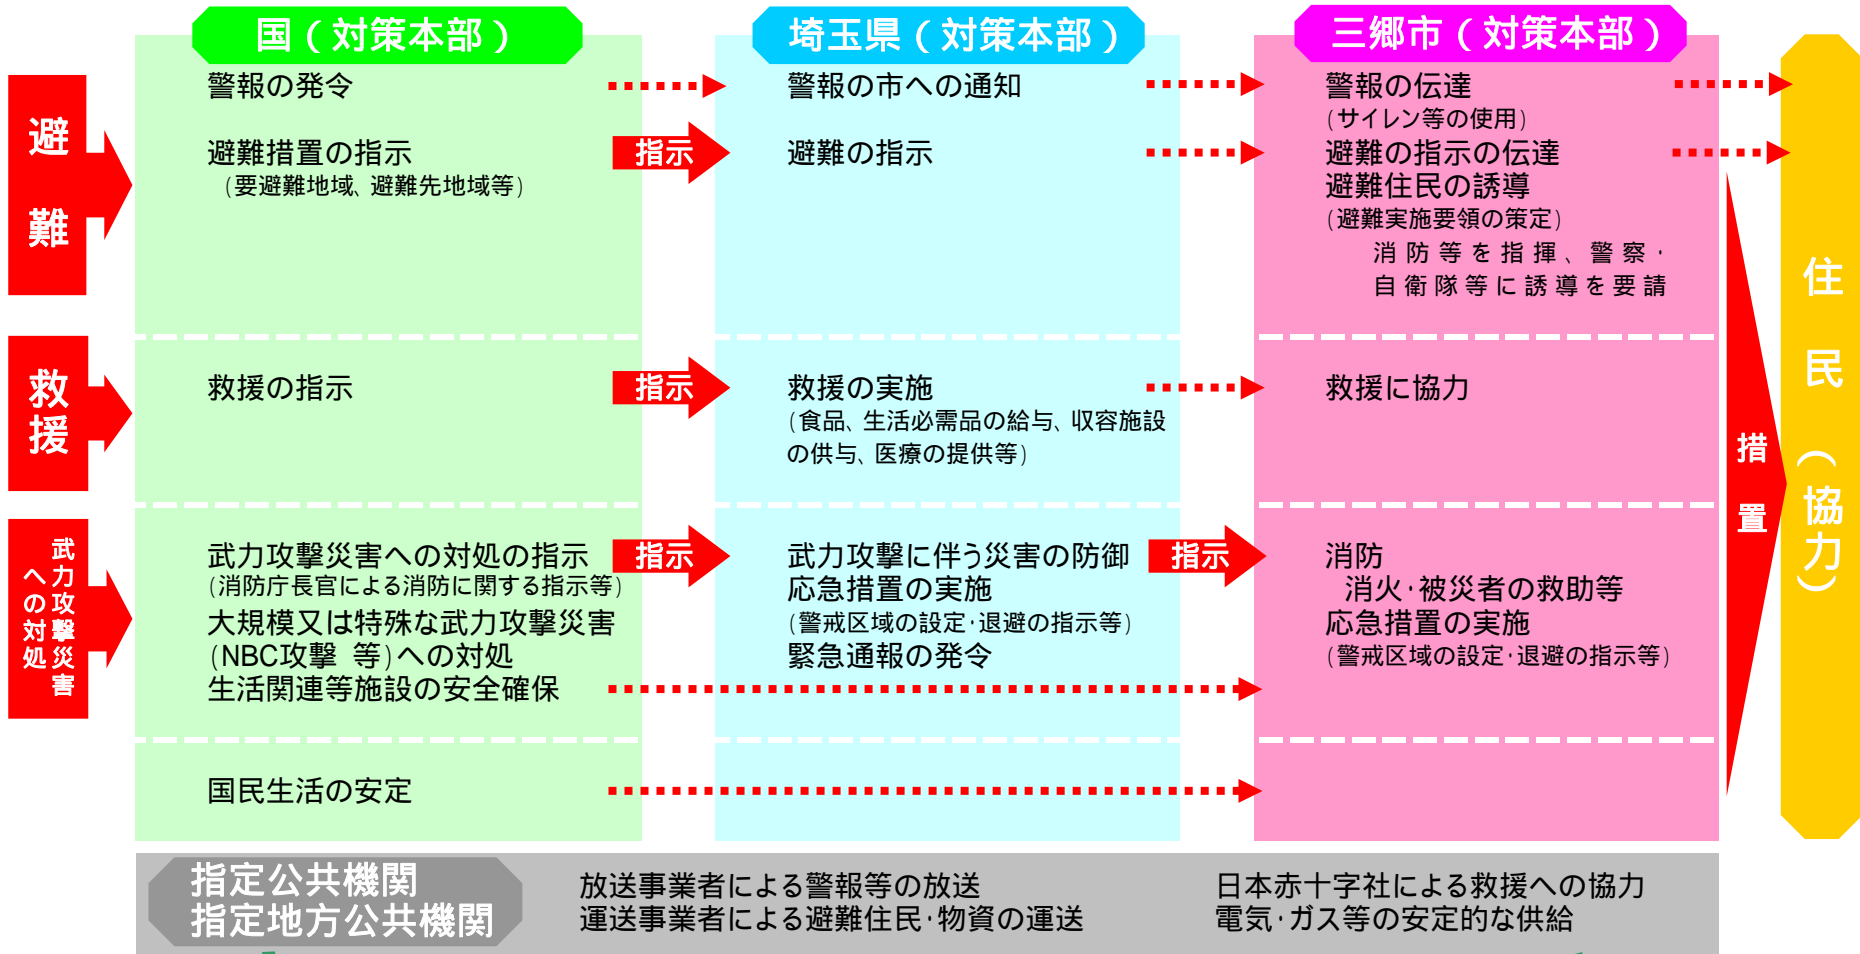 国（対策本部）
埼玉県（対策本部）
三郷市（対策本部）
避難
警報の発令
警報の市への通知
警報の伝達
（サイレン等の使用）
避難措置の指示
（要避難地域、避難先地域等）
指示
避難の指示
避難の指示の伝達
避難住民の誘導
（避難実施要領の策定）
消防等を指揮、警察・
自衛隊等に誘導を要請
救援
救援の指示
指示
救援の実施
（食品、生活必需品の給与、収容施設
の供与、医療の提供等）
救援に協力
武力攻撃災害
への対処
武力攻撃災害への対処の指示
（消防庁長官による消防に関する指示等）
大規模又は特殊な武力攻撃災害
（NBC攻撃 等）への対処
生活関連等施設の安全確保
指示
武力攻撃に伴う災害の防御
応急措置の実施
（警戒区域の設定・退避の指示等）
緊急通報の発令
指示
消防
消火・被災者の救助等
応急措置の実施
（警戒区域の設定・退避の指示等）
国民生活の安定
措置
住民（協力）
指定公共機関
指定地方公共機関
放送事業者による警報等の放送
運送事業者による避難住民・物資の運送
日本赤十字社による救援への協力
電気・ガス等の安定的な供給